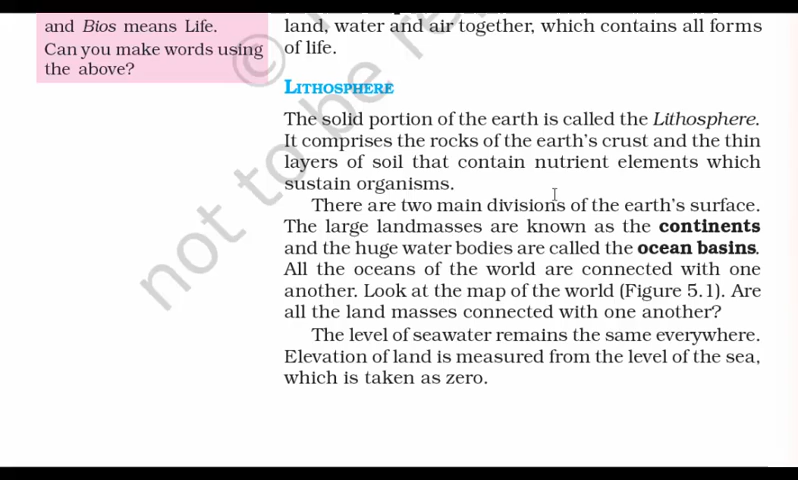 and Bios means Life.
Can you make words using
the above?
land, water and air together, which contains all forms
of life.
LITHOSPHERE
The solid portion of the earth is called the Lithosphere.
It comprises the rocks of the earth's crust and the thin
layers of soil that contain nutrient elements which
sustain organisms.
There are two main divisions of the earth's surface.
The large landmasses are known as the continents
and the huge water bodies are called the ocean basins.
All the oceans of the world are connected with one
another. Look at the map of the world (Figure 5.1). Are
all the land masses connected with one another?
The level of seawater remains the same everywhere.
Elevation of land is measured from the level of the sea,
which is taken as zero.
©
not to be re